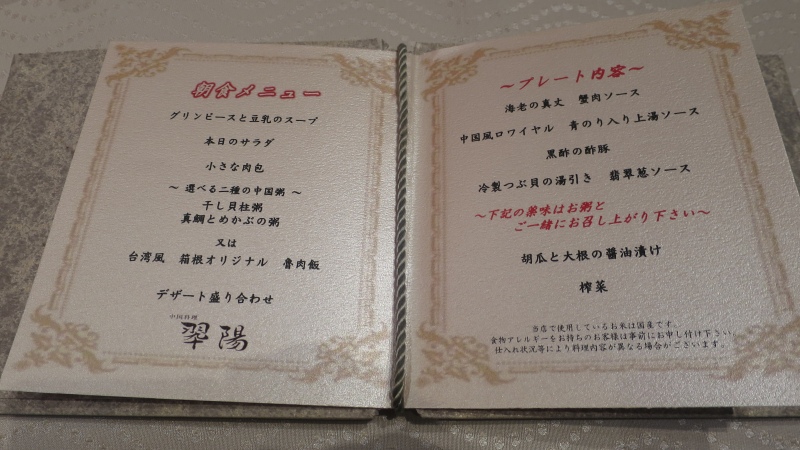 朝食メニュー
グリンピースと豆乳のスープ
本日のサラダ
小さな肉包
～ 選べる二種の中国粥 ～
干し貝柱粥
真鯛とめかぶの粥
又は
台湾風　箱根オリジナル　魯肉飯
デザート盛り合わせ
中国料理
翠陽
～プレート内容～
海老の真丈　蟹肉ソース
中国風ロワイヤル　青のり入り上湯ソース
黒酢の酢豚
冷製つぶ貝の湯引き　翡翠葱ソース
～下記の薬味はお粥と
ご一緒にお召し上がり下さい～
胡瓜と大根の醤油漬け
搾菜
当店で使用しているお米は国産です。
食物アレルギーをお持ちのお客様は事前にお申し付け下さい。
仕入れ状況等により料理内容が異なる場合がございます。